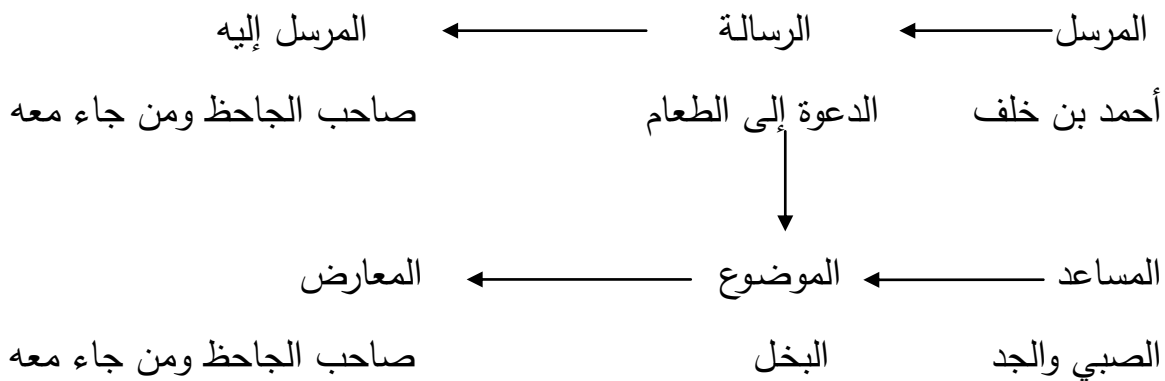 المرسل الرسالة المرسل إليه
أحمد بن خلف الدعوة إلى الطعام صاحب الجاحظ ومن جاء معه
المساعد الموضوع المعارض
الصبي والجد البخل صاحب الجاحظ ومن جاء معه